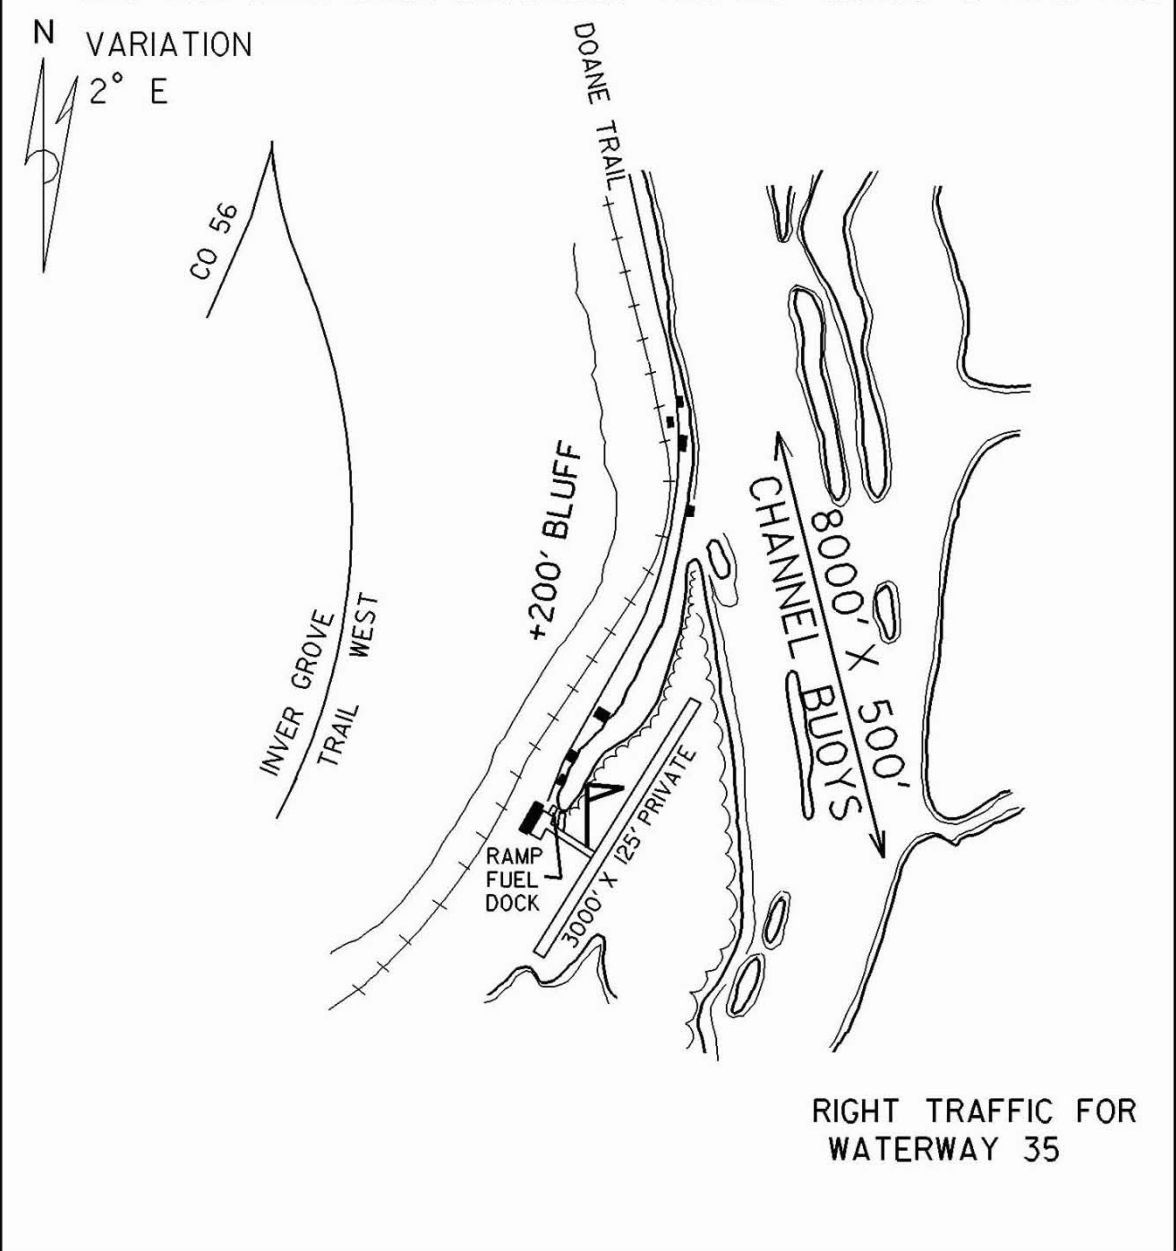 N
VARIATION
2° E
DOANE TRAIL
CO 56
+200' BLUFF
8000' X 500'
CHANNEL BUOYS
INVER GROVE
TRAIL WEST
3000' X 125' PRIVATE
RAMP
FUEL
DOCK
RIGHT TRAFFIC FOR
WATERWAY 35